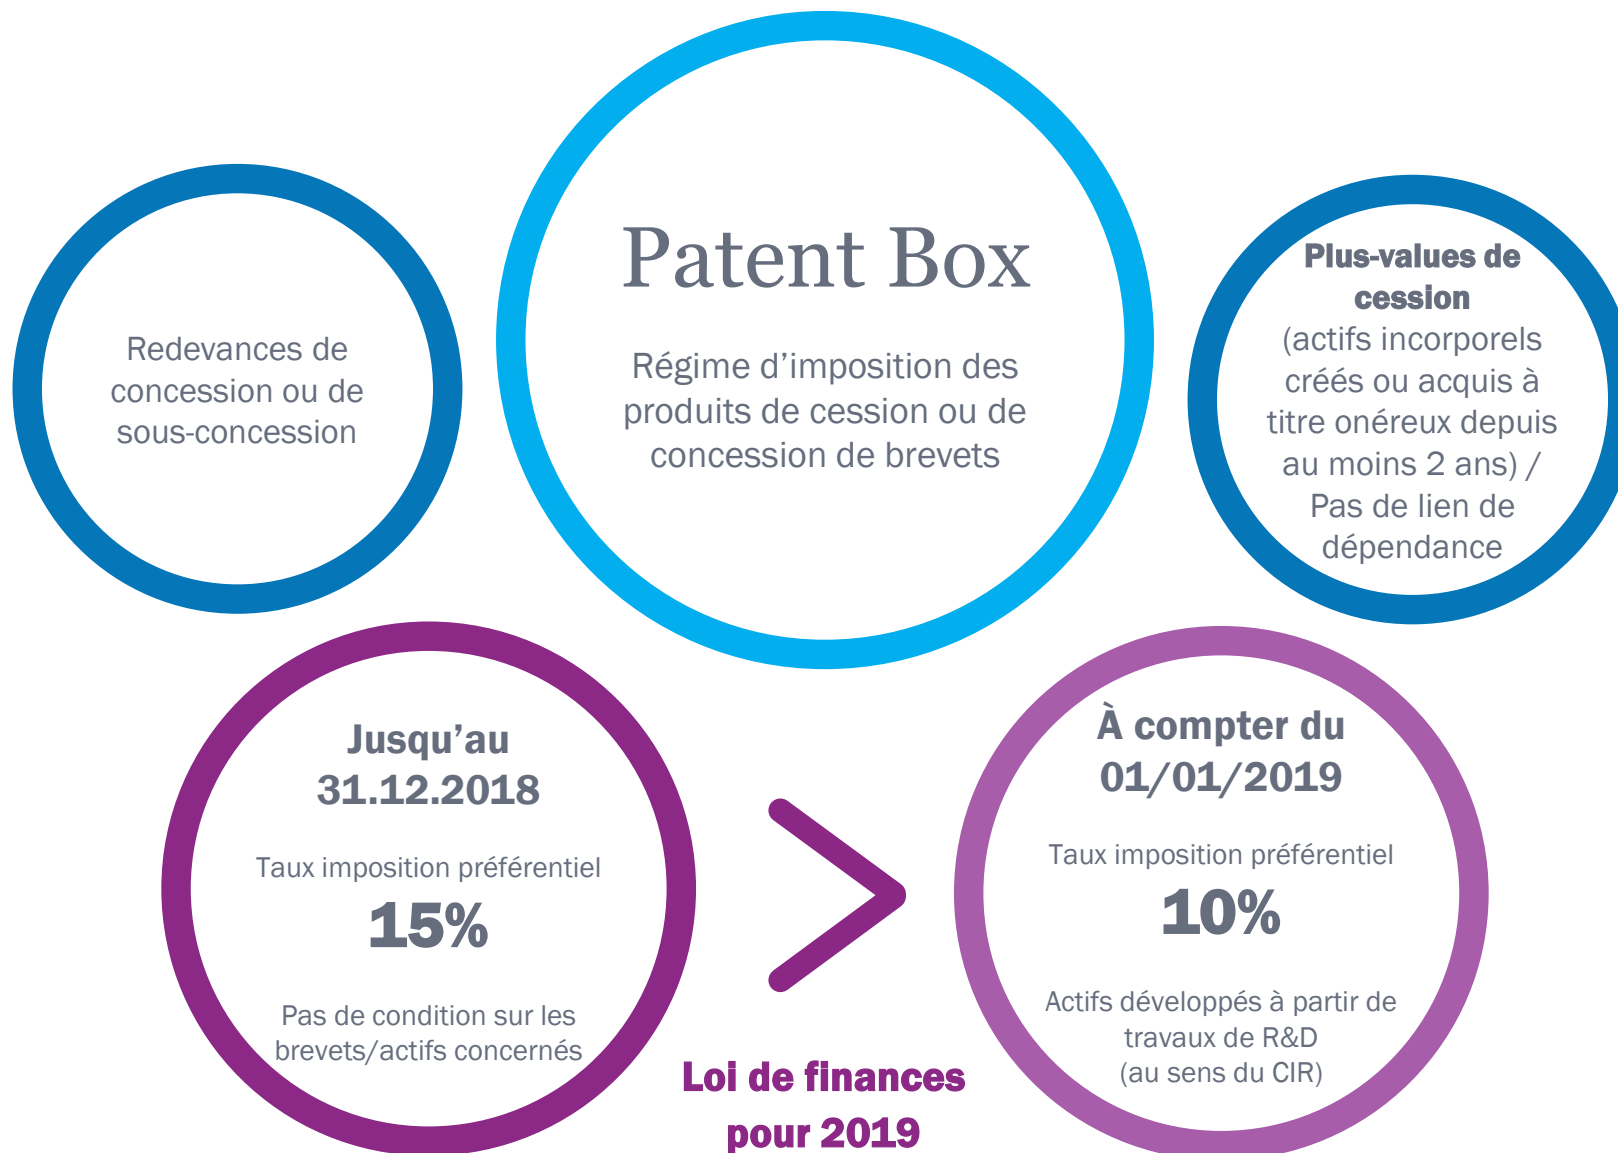 Patent Box
Régime d’imposition des
produits de cession ou de
concession de brevets
Redevances de
concession ou de
sous-concession
Plus-values de
cession
(actifs incorporels
créés ou acquis à
titre onéreux depuis
au moins 2 ans) /
Pas de lien de
dépendance
Jusqu’au
31.12.2018
Taux imposition préférentiel
15%
Pas de condition sur les
brevets/actifs concernés
Loi de finances
pour 2019
À compter du
01/01/2019
Taux imposition préférentiel
10%
Actifs développés à partir de
travaux de R&D
(au sens du CIR)